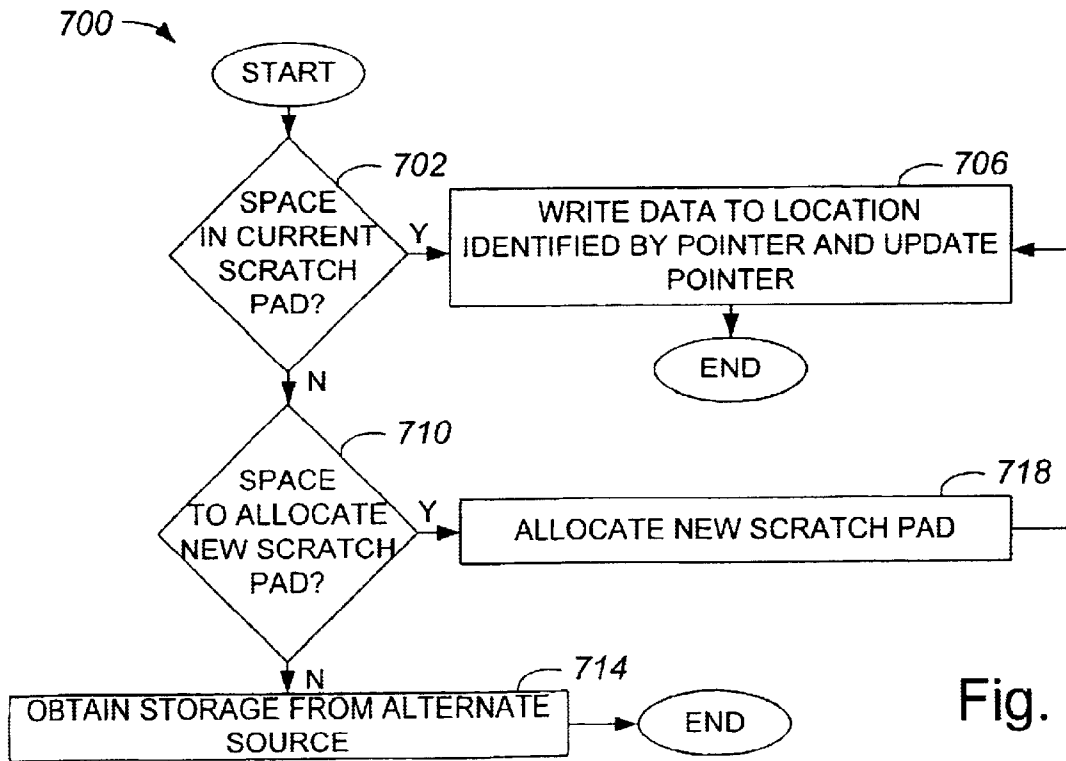 700
START
702
SPACE
IN CURRENT
SCRATCH
PAD?
Y
N
706
WRITE DATA TO LOCATION
IDENTIFIED BY POINTER AND UPDATE
POINTER
END
710
SPACE
TO ALLOCATE
NEW SCRATCH
PAD?
Y
N
718
ALLOCATE NEW SCRATCH PAD
714
OBTAIN STORAGE FROM ALTERNATE
SOURCE
END
Fig.